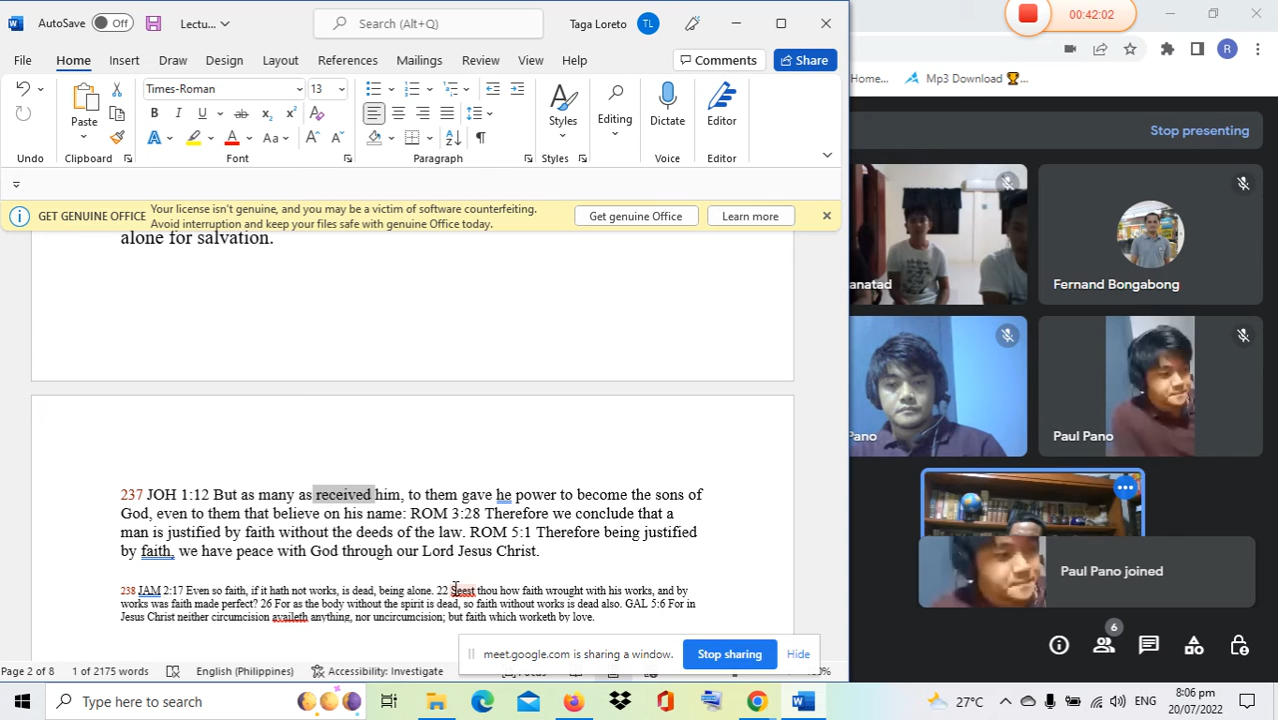 AutoSave Off Lectu... Search (Alt+Q) Taga Loreto TL
File Home Insert Draw Design Layout References Mailings Review View Help Comments Share
Times-Roman 13
Paste Styles Editing Dictate Editor
Undo Clipboard Font Paragraph Styles Voice Editor
GET GENUINE OFFICE Your license isn't genuine, and you may be a victim of software counterfeiting. Get genuine Office Learn more
Avoid interruption and keep your files safe with genuine Office today.
alone for salvation.
237 JOH 1:12 But as many as received him, to them gave he power to become the sons of
God, even to them that believe on his name: ROM 3:28 Therefore we conclude that a
man is justified by faith without the deeds of the law. ROM 5:1 Therefore being justified
by faith, we have peace with God through our Lord Jesus Christ.
238 JAM 2:17 Even so faith, if it hath not works, is dead, being alone. 22 Seest thou how faith wrought with his works, and by
works was faith made perfect? 26 For as the body without the spirit is dead, so faith without works is dead also. GAL 5:6 For in
Jesus Christ neither circumcision availeth anything, nor uncircumcision; but faith which worketh by love.
meet.google.com is sharing a window. Stop sharing Hide
Page 2 of 8 1 of 2175 words English (Philippines) Accessibility: Investigate
00:42:02
R
Home... Mp3 Download
Stop presenting
anatad
Fernand Bongabong
Pano
Paul Pano
Paul Pano joined
6
Type here to search
27°C ENG 8:06 pm
20/07/2022